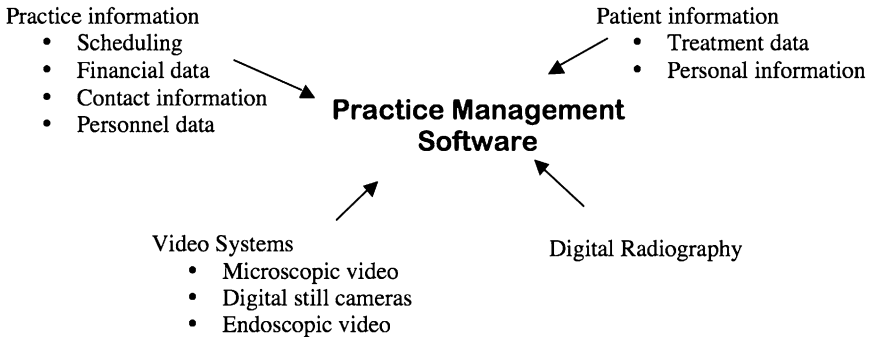 Practice information
• Scheduling
• Financial data
• Contact information
• Personnel data
Patient information
• Treatment data
• Personal information
Practice Management
Software
Video Systems
• Microscopic video
• Digital still cameras
• Endoscopic video
Digital Radiography